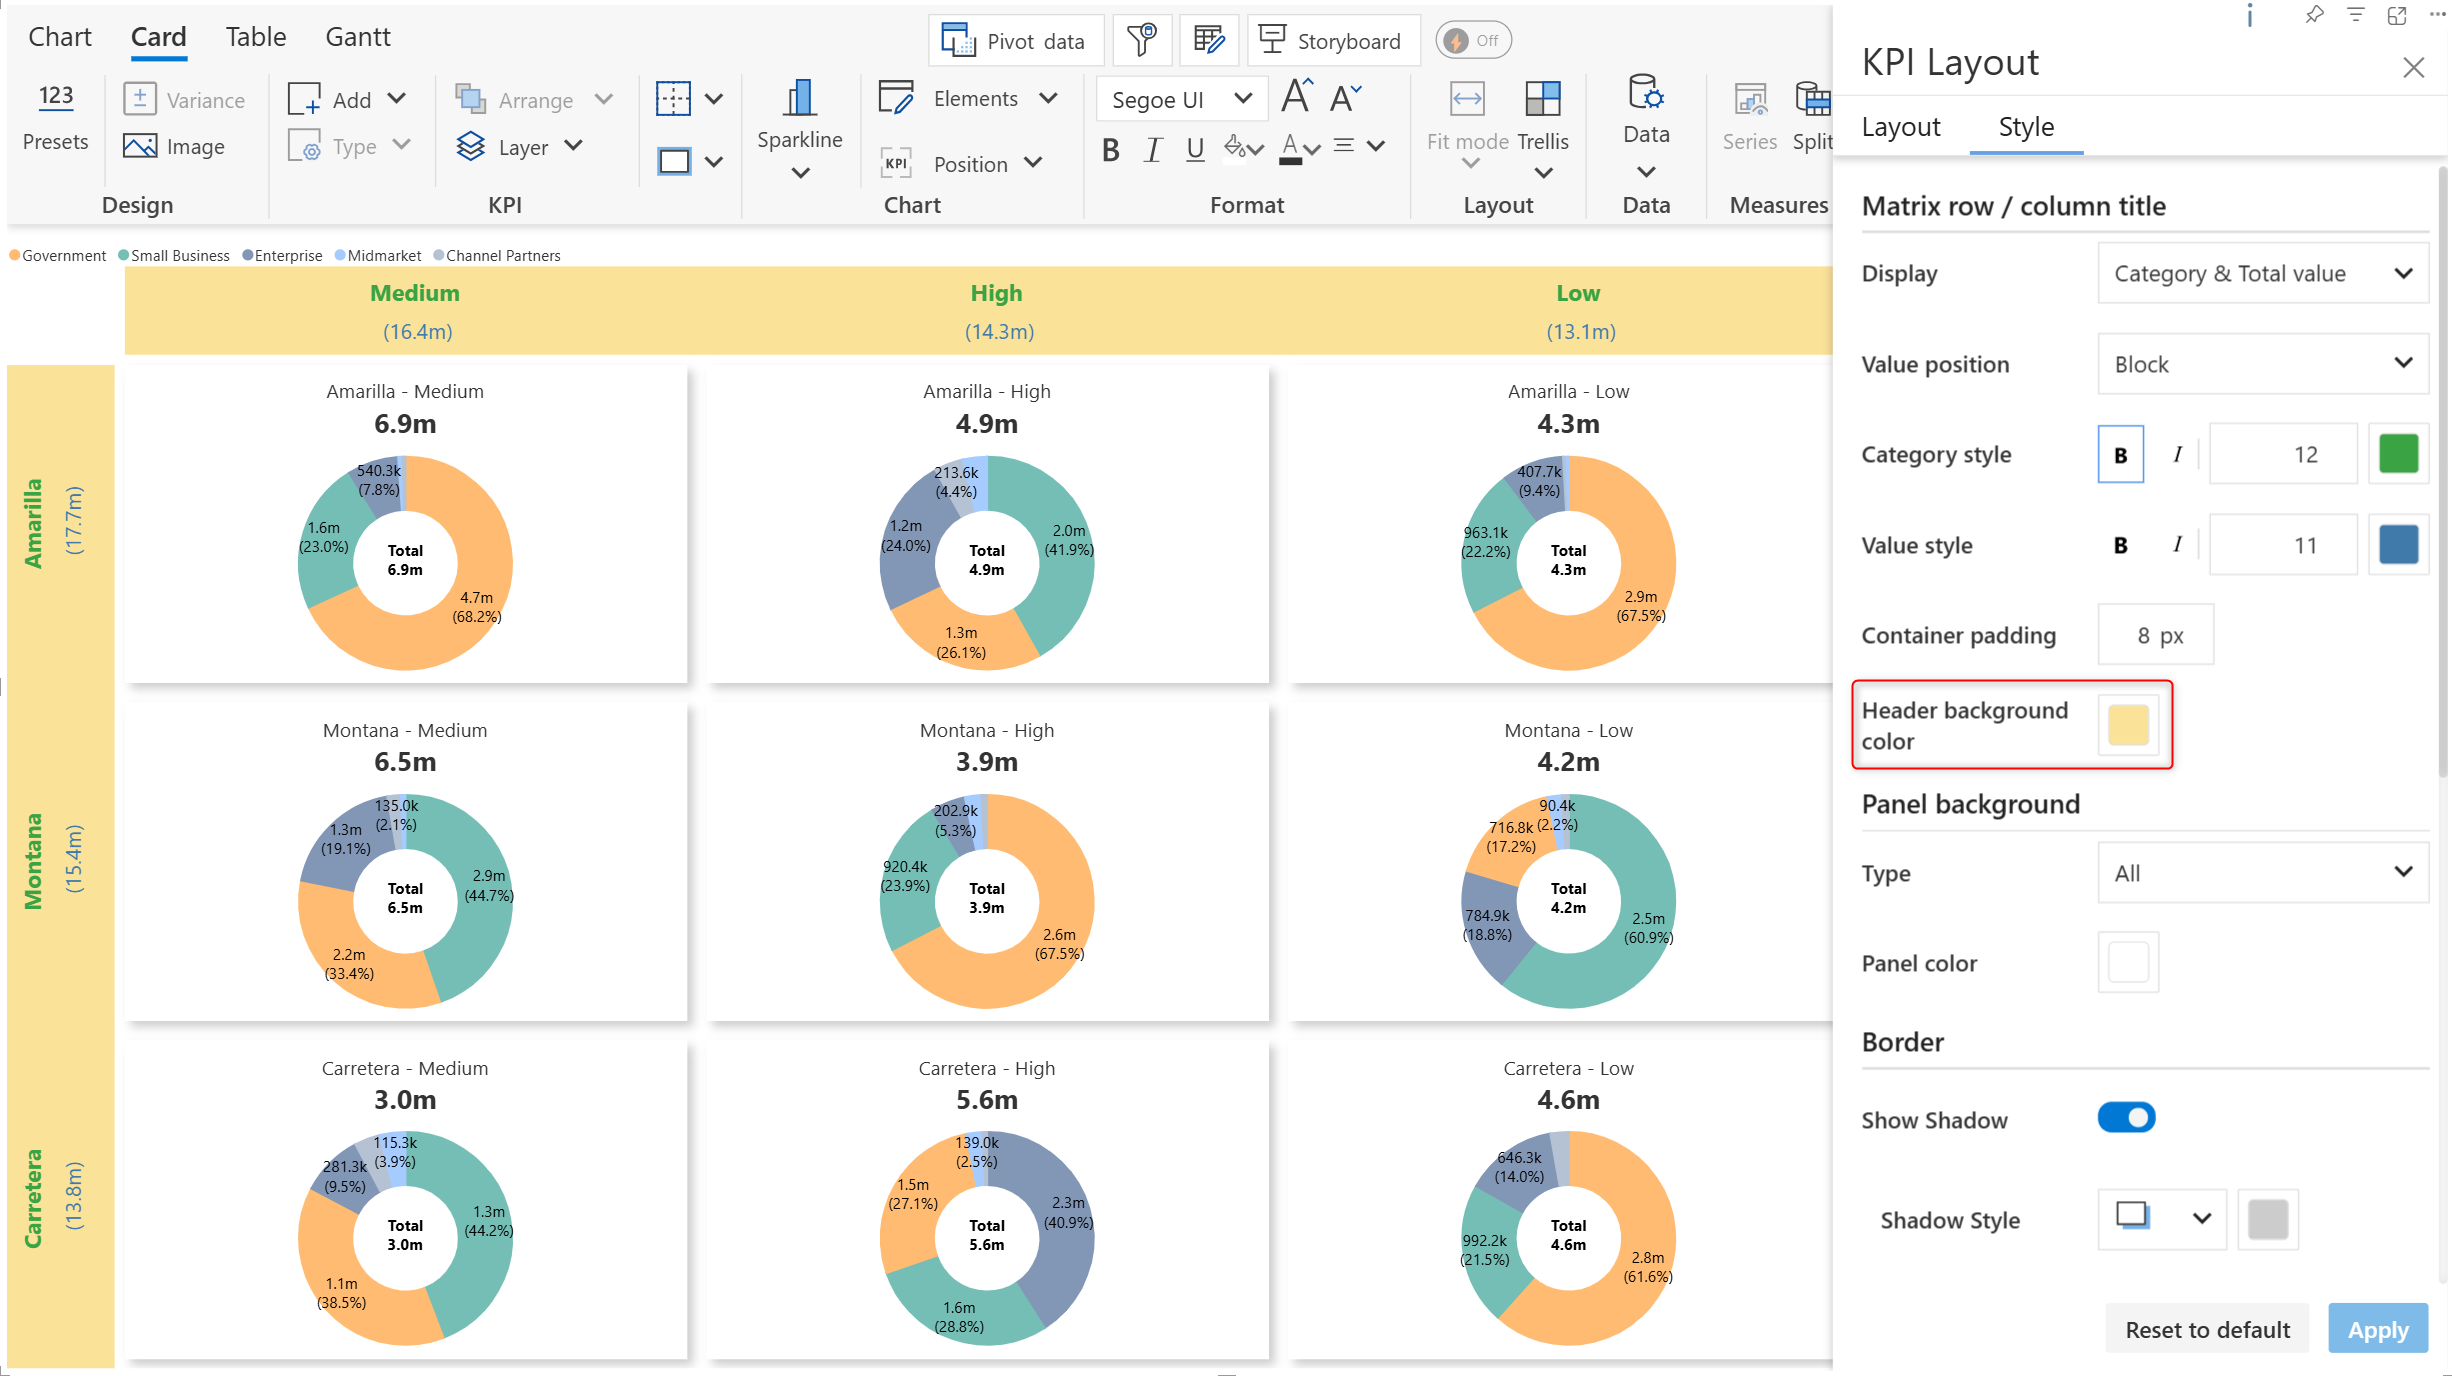 Chart Card Table Gantt
Pivot data Storyboard Off
123 Presets
Variance
Image
Design
Add
Type
Arrange
Layer
KPI
Sparkline
Elements
KPI Position
Chart
Segoe UI A A
B I U A
Format
Fit mode Trellis
Layout
Data
Data
Series Split
Measures
Government Small Business Enterprise Midmarket Channel Partners
Medium High Low
(16.4m) (14.3m) (13.1m)
Amarilla
(17.7m)
Amarilla - Medium
6.9m
540.3k
(7.8%)
1.6m
(23.0%)
Total
6.9m
4.7m
(68.2%)
Amarilla - High
4.9m
213.6k
(4.4%)
1.2m
(24.0%)
2.0m
(41.9%)
Total
4.9m
1.3m
(26.1%)
Amarilla - Low
4.3m
407.7k
(9.4%)
963.1k
(22.2%)
Total
4.3m
2.9m
(67.5%)
Montana
(15.4m)
Montana - Medium
6.5m
135.0k
(2.1%)
1.3m
(19.1%)
2.9m
(44.7%)
Total
6.5m
2.2m
(33.4%)
Montana - High
3.9m
202.9k
(5.3%)
920.4k
(23.9%)
Total
3.9m
2.6m
(67.5%)
Montana - Low
4.2m
90.4k
(2.2%)
716.8k
(17.2%)
784.9k
(18.8%)
Total
4.2m
2.5m
(60.9%)
Carretera
(13.8m)
Carretera - Medium
3.0m
115.3k
(3.9%)
281.3k
(9.5%)
1.3m
(44.2%)
Total
3.0m
1.1m
(38.5%)
Carretera - High
5.6m
139.0k
(2.5%)
1.5m
(27.1%)
2.3m
(40.9%)
Total
5.6m
1.6m
(28.8%)
Carretera - Low
4.6m
646.3k
(14.0%)
992.2k
(21.5%)
Total
4.6m
2.8m
(61.6%)
KPI Layout
Layout Style
Matrix row / column title
Display Category & Total value
Value position Block
Category style B I 12
Value style B I 11
Container padding 8 px
Header background
color
Panel background
Type All
Panel color
Border
Show Shadow
Shadow Style
Reset to default Apply